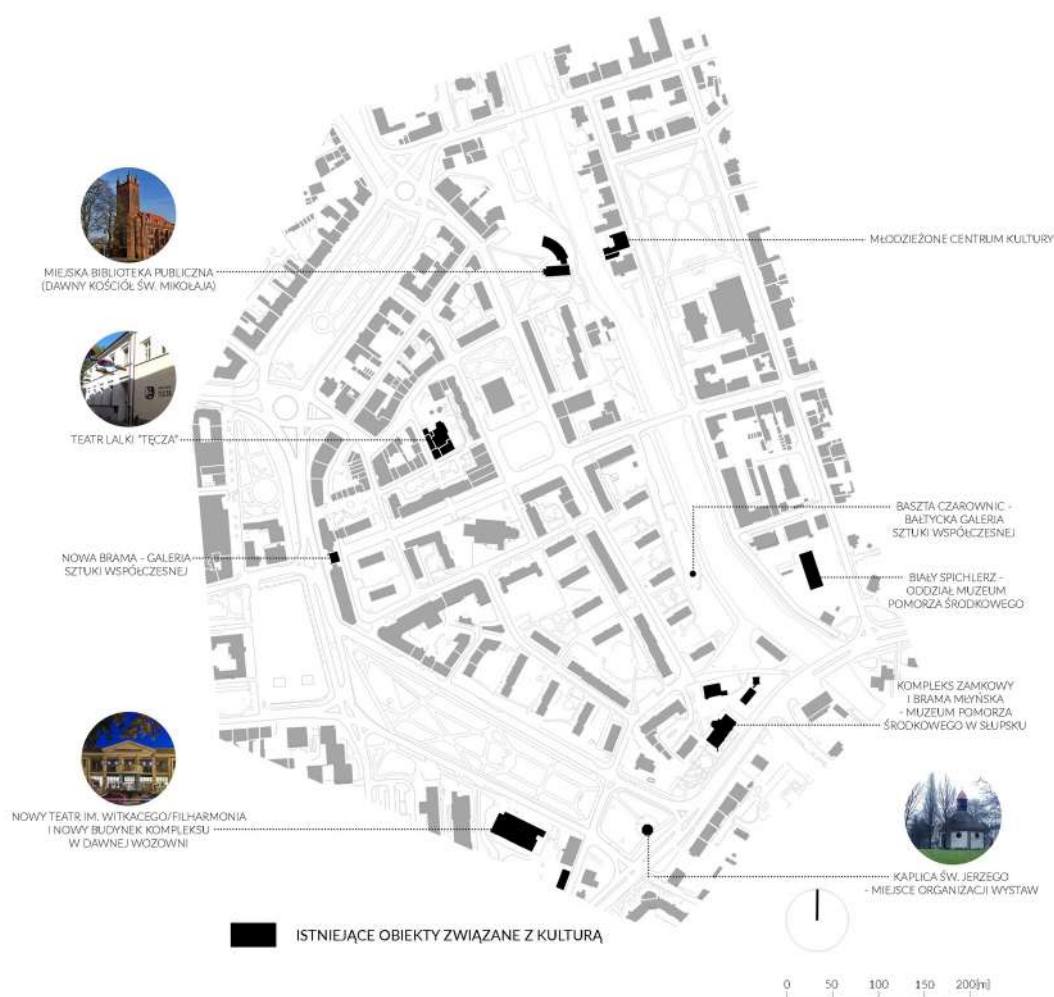 MIEJSKA BIBLIOTEKA PUBLICZNA
(DAWNY KOŚCIÓŁ ŚW. MIKOŁAJA)
TEATR LALKI "TĘCZA"
NOWA BRAMA - GALERIA
SZTUKI WSPÓŁCZESNEJ
NOWY TEATR IM. WITKACEGO/FILHARMONIA
I NOWY BUDYNEK KOMPLEKSU
W DAWNEJ WOZOWNI
MŁODZIEŻONE CENTRUM KULTURY
BASZTA CZAROWNIC -
BAŁTYCKA GALERIA
SZTUKI WSPÓŁCZESNEJ
BIAŁY SPICHLERZ -
ODDZIAŁ MUZEUM
POMORZA ŚRODKOWEGO
KOMPLEKS ZAMKOWY
I BRAMA MŁYŃSKA
- MUZEUM POMORZA
ŚRODKOWEGO W SŁUPSKU
KAPLICA ŚW. JERZEGO
- MIEJSCE ORGANIZACJI WYSTAW
ISTNIEJĄCE OBIEKTY ZWIĄZANE Z KULTURĄ
0 50 100 150 200[m]